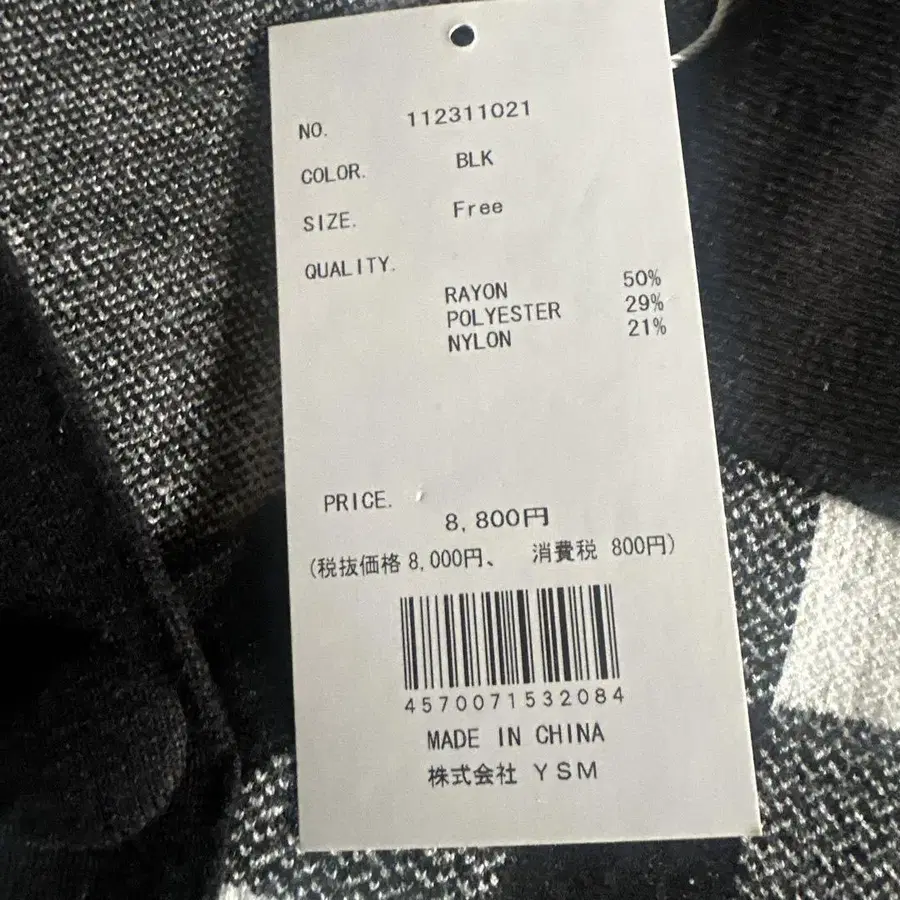 NO. 112311021
COLOR. BLK
SIZE. Free
QUALITY.
RAYON 50%
POLYESTER 29%
NYLON 21%
PRICE.
8,800円
(税抜価格 8,000円、 消費税 800円)
4570071532084
MADE IN CHINA
株式会社 YSM